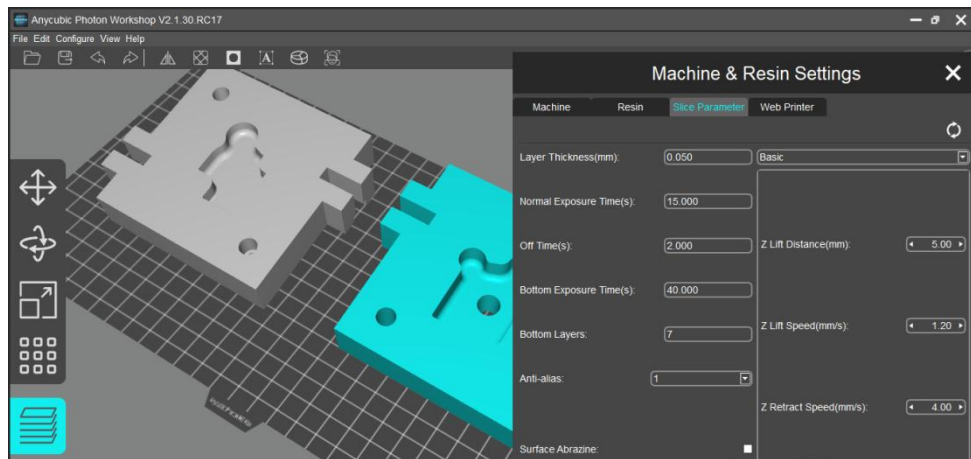 Anycubic Photon Workshop V2.1.30.RC17
File Edit Configure View Help
Machine & Resin Settings
Machine Resin Slice Parameter Web Printer
Layer Thickness(mm): 0.050 Basic
Normal Exposure Time(s): 15.000
Off Time(s): 2.000 Z Lift Distance(mm): 5.00
Bottom Exposure Time(s): 40.000
Bottom Layers: 7 Z Lift Speed(mm/s): 1.20
Anti-alias: 1
Z Retract Speed(mm/s): 4.00
Surface Abrazine: